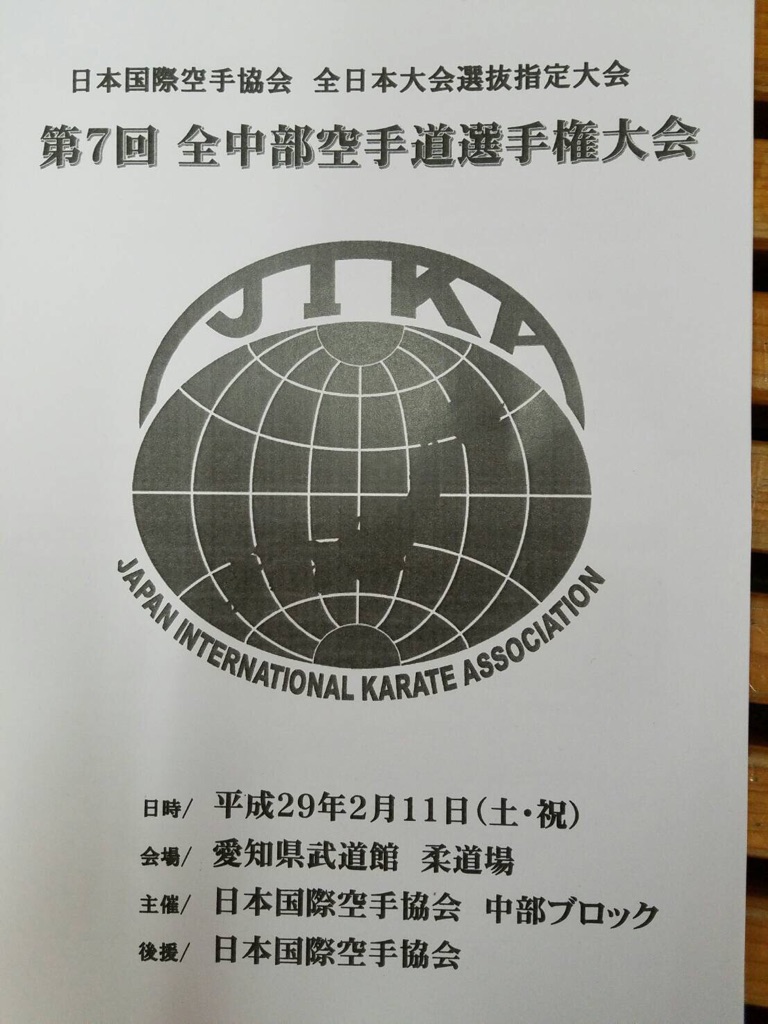 日本国際空手協会 全日本大会選抜指定大会
第7回 全中部空手道選手権大会
JIKA
JAPAN INTERNATIONAL KARATE ASSOCIATION
日時/ 平成29年2月11日(土・祝)
会場/ 愛知県武道館 柔道場
主催/ 日本国際空手協会 中部ブロック
後援/ 日本国際空手協会